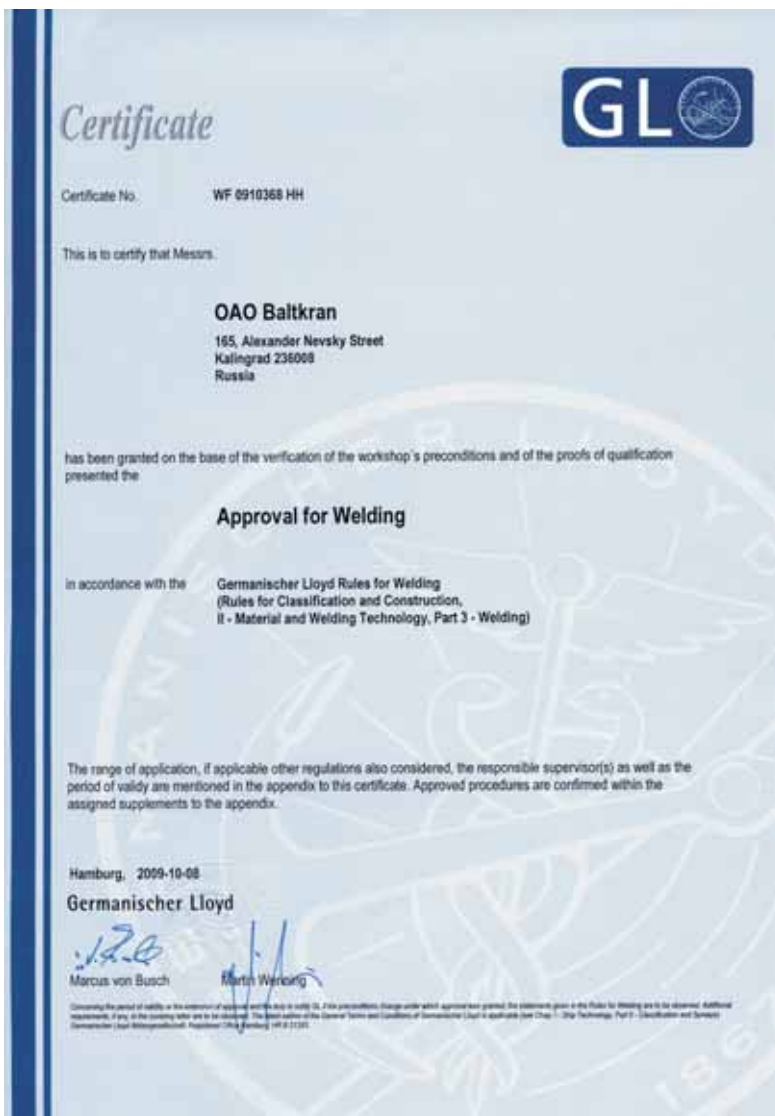 Certificate
GL
Certificate No. WF 0910368 HH
This is to certify that Messrs.
OAO Baltkran
165, Alexander Nevsky Street
Kalingrad 236008
Russia
has been granted on the base of the verification of the workshop's preconditions and of the proofs of qualification
presented the
Approval for Welding
in accordance with the Germanischer Lloyd Rules for Welding
(Rules for Classification and Construction,
II - Material and Welding Technology, Part 3 - Welding)
The range of application, if applicable other regulations also considered, the responsible supervisor(s) as well as the
period of validy are mentioned in the appendix to this certificate. Approved procedures are confirmed within the
assigned supplements to the appendix.
Hamburg, 2009-10-08
Germanischer Lloyd
Marcus von Busch Martin Wernsing
1867